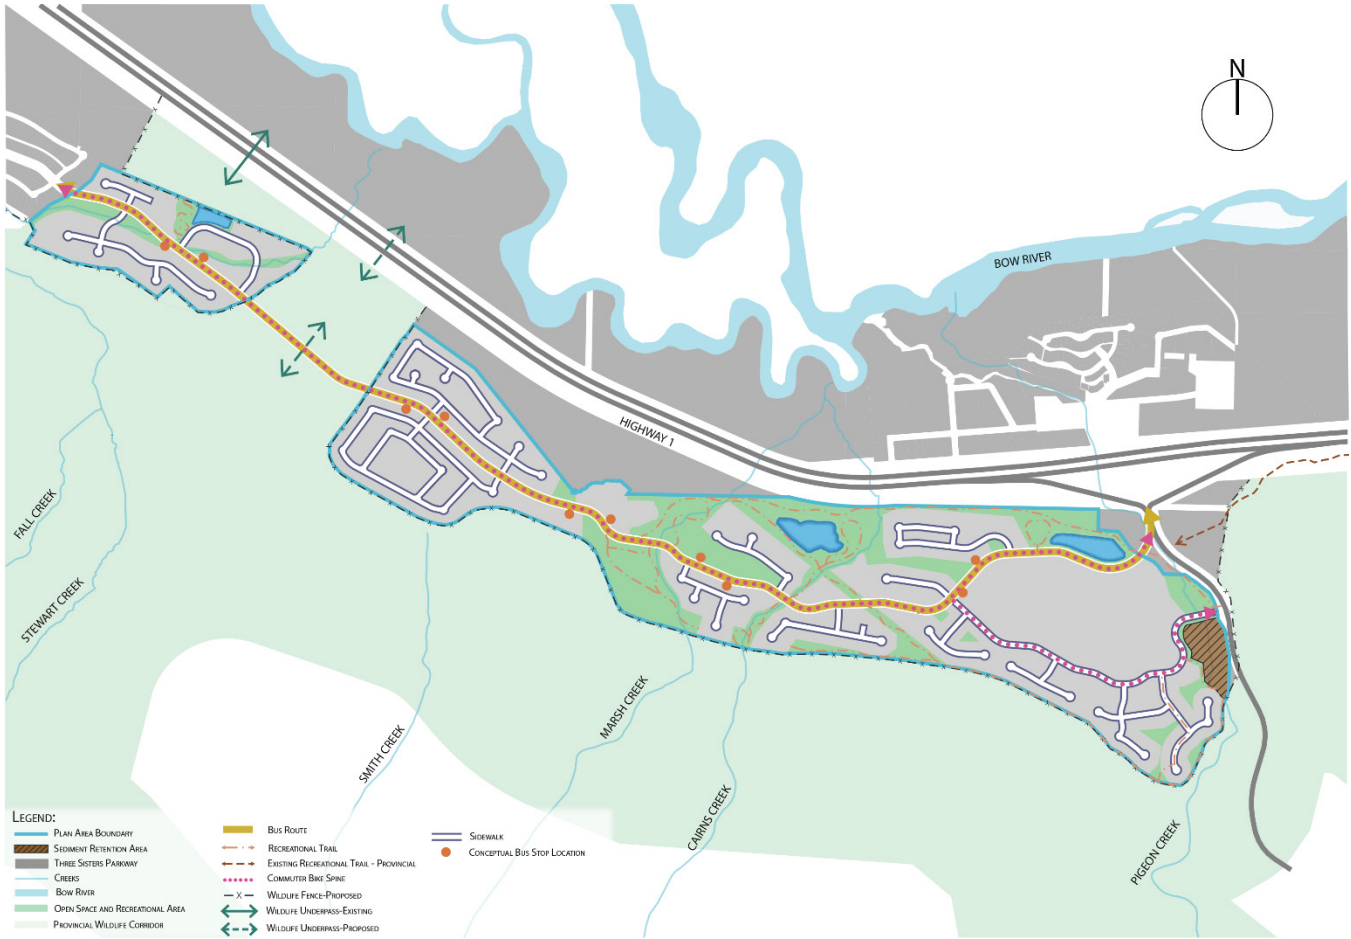 N
BOW RIVER
HIGHWAY 1
FALL CREEK
STEWART CREEK
SMITH CREEK
MARSH CREEK
CAIRNS CREEK
PIGEON CREEK
LEGEND:
PLAN AREA BOUNDARY
SEDIMENT RETENTION AREA
THREE SISTERS PARKWAY
CREEKS
BOW RIVER
OPEN SPACE AND RECREATIONAL AREA
PROVINCIAL WILDLIFE CORRIDOR
BUS ROUTE
RECREATIONAL TRAIL
EXISTING RECREATIONAL TRAIL - PROVINCIAL
COMMUTER BIKE SPINE
WILDLIFE FENCE-PROPOSED
WILDLIFE UNDERPASS-EXISTING
WILDLIFE UNDERPASS-PROPOSED
SIDEWALK
CONCEPTUAL BUS STOP LOCATION